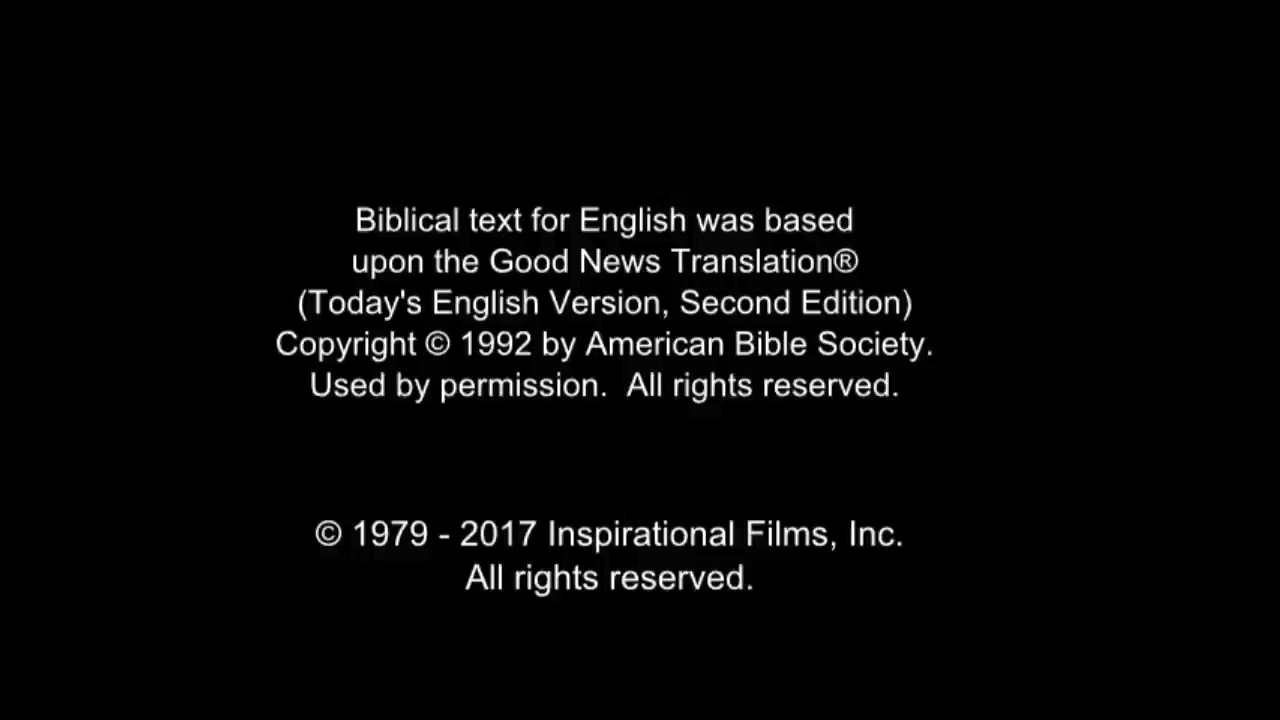 Biblical text for English was based
upon the Good News Translation®
(Today's English Version, Second Edition)
Copyright © 1992 by American Bible Society.
Used by permission.  All rights reserved.
© 1979 - 2017 Inspirational Films, Inc.
All rights reserved.